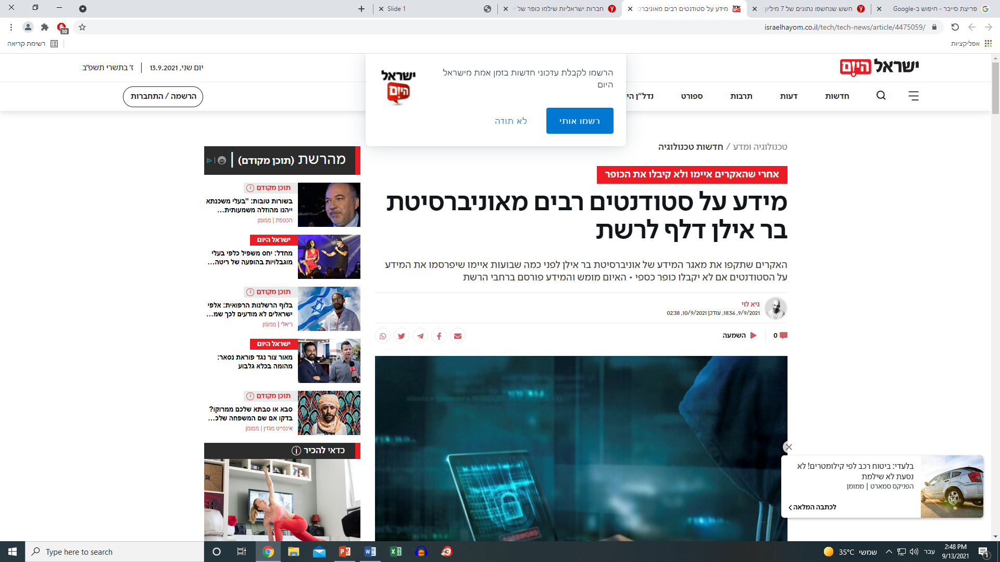 פריצת סייבר - חיפוש ב-Google
חשש שנחשפו נתונים של 7 מיליון
מידע על סטודנטים רבים מאוניברס
חברות ישראליות שילמו כופר של
Slide 1
israelhayom.co.il/tech/tech-news/article/4475059/
30
אפליקציות
רשימת קריאה
ישראל היום
יום שני, 13.9.2021 | ז' בתשרי תשפ"ב
הרשמו לקבלת עדכוני חדשות בזמן אמת מישראל
היום
ישראל
היום
רשמו אותי
לא תודה
חדשות
דעות
תרבות
ספורט
נדל"ן הי
הרשמה / התחברות
טכנולוגיה ומדע / חדשות טכנולוגיה
אחרי שהאקרים איימו ולא קיבלו את הכופר
מידע על סטודנטים רבים מאוניברסיטת
בר אילן דלף לרשת
האקרים שתקפו את מאגר המידע של אוניברסיטת בר אילן לפני כמה שבועות איימו שיפרסמו את המידע
על הסטודנטים אם לא יקבלו כופר כספי • האיום מומש והמידע פורסם ברחבי הרשת
גיא לוי
9/9/2021, 18:56, עודכן 10/9/2021, 02:38
0
השמעה
PASSWORD
מהרשת (תוכן מקודם)
תוכן מקודם
בשורות טובות: "בעלי משכנתא
ייהנו מהוזלה משמעותית...
הכספת | ממומן
ישראל היום
מחדל: יחס משפיל כלפי בעלי
מוגבלויות בהופעה של ריטה...
תוכן מקודם
בלוף הרשלנות הרפואית: אלפי
ישראלים לא מודעים לכך שמ...
ריאלי | ממומן
ישראל היום
מאור צור נגד פוראת נסאר:
מהומה בכלא גלבוע
תוכן מקודם
סבא או סבתא שלכם ממרוקו?
בדקו אם שם המשפחה שלכ...
אינסייט מגזין | ממומן
כדאי להכיר
בלעדי: ביטוח רכב לפי קילומטרים! לא
נסעת לא שילמת
הפניקס סמארט | ממומן
לכתבה המלאה
Type here to search
35°C שמשי
עבר
2:48 PM
9/13/2021
1